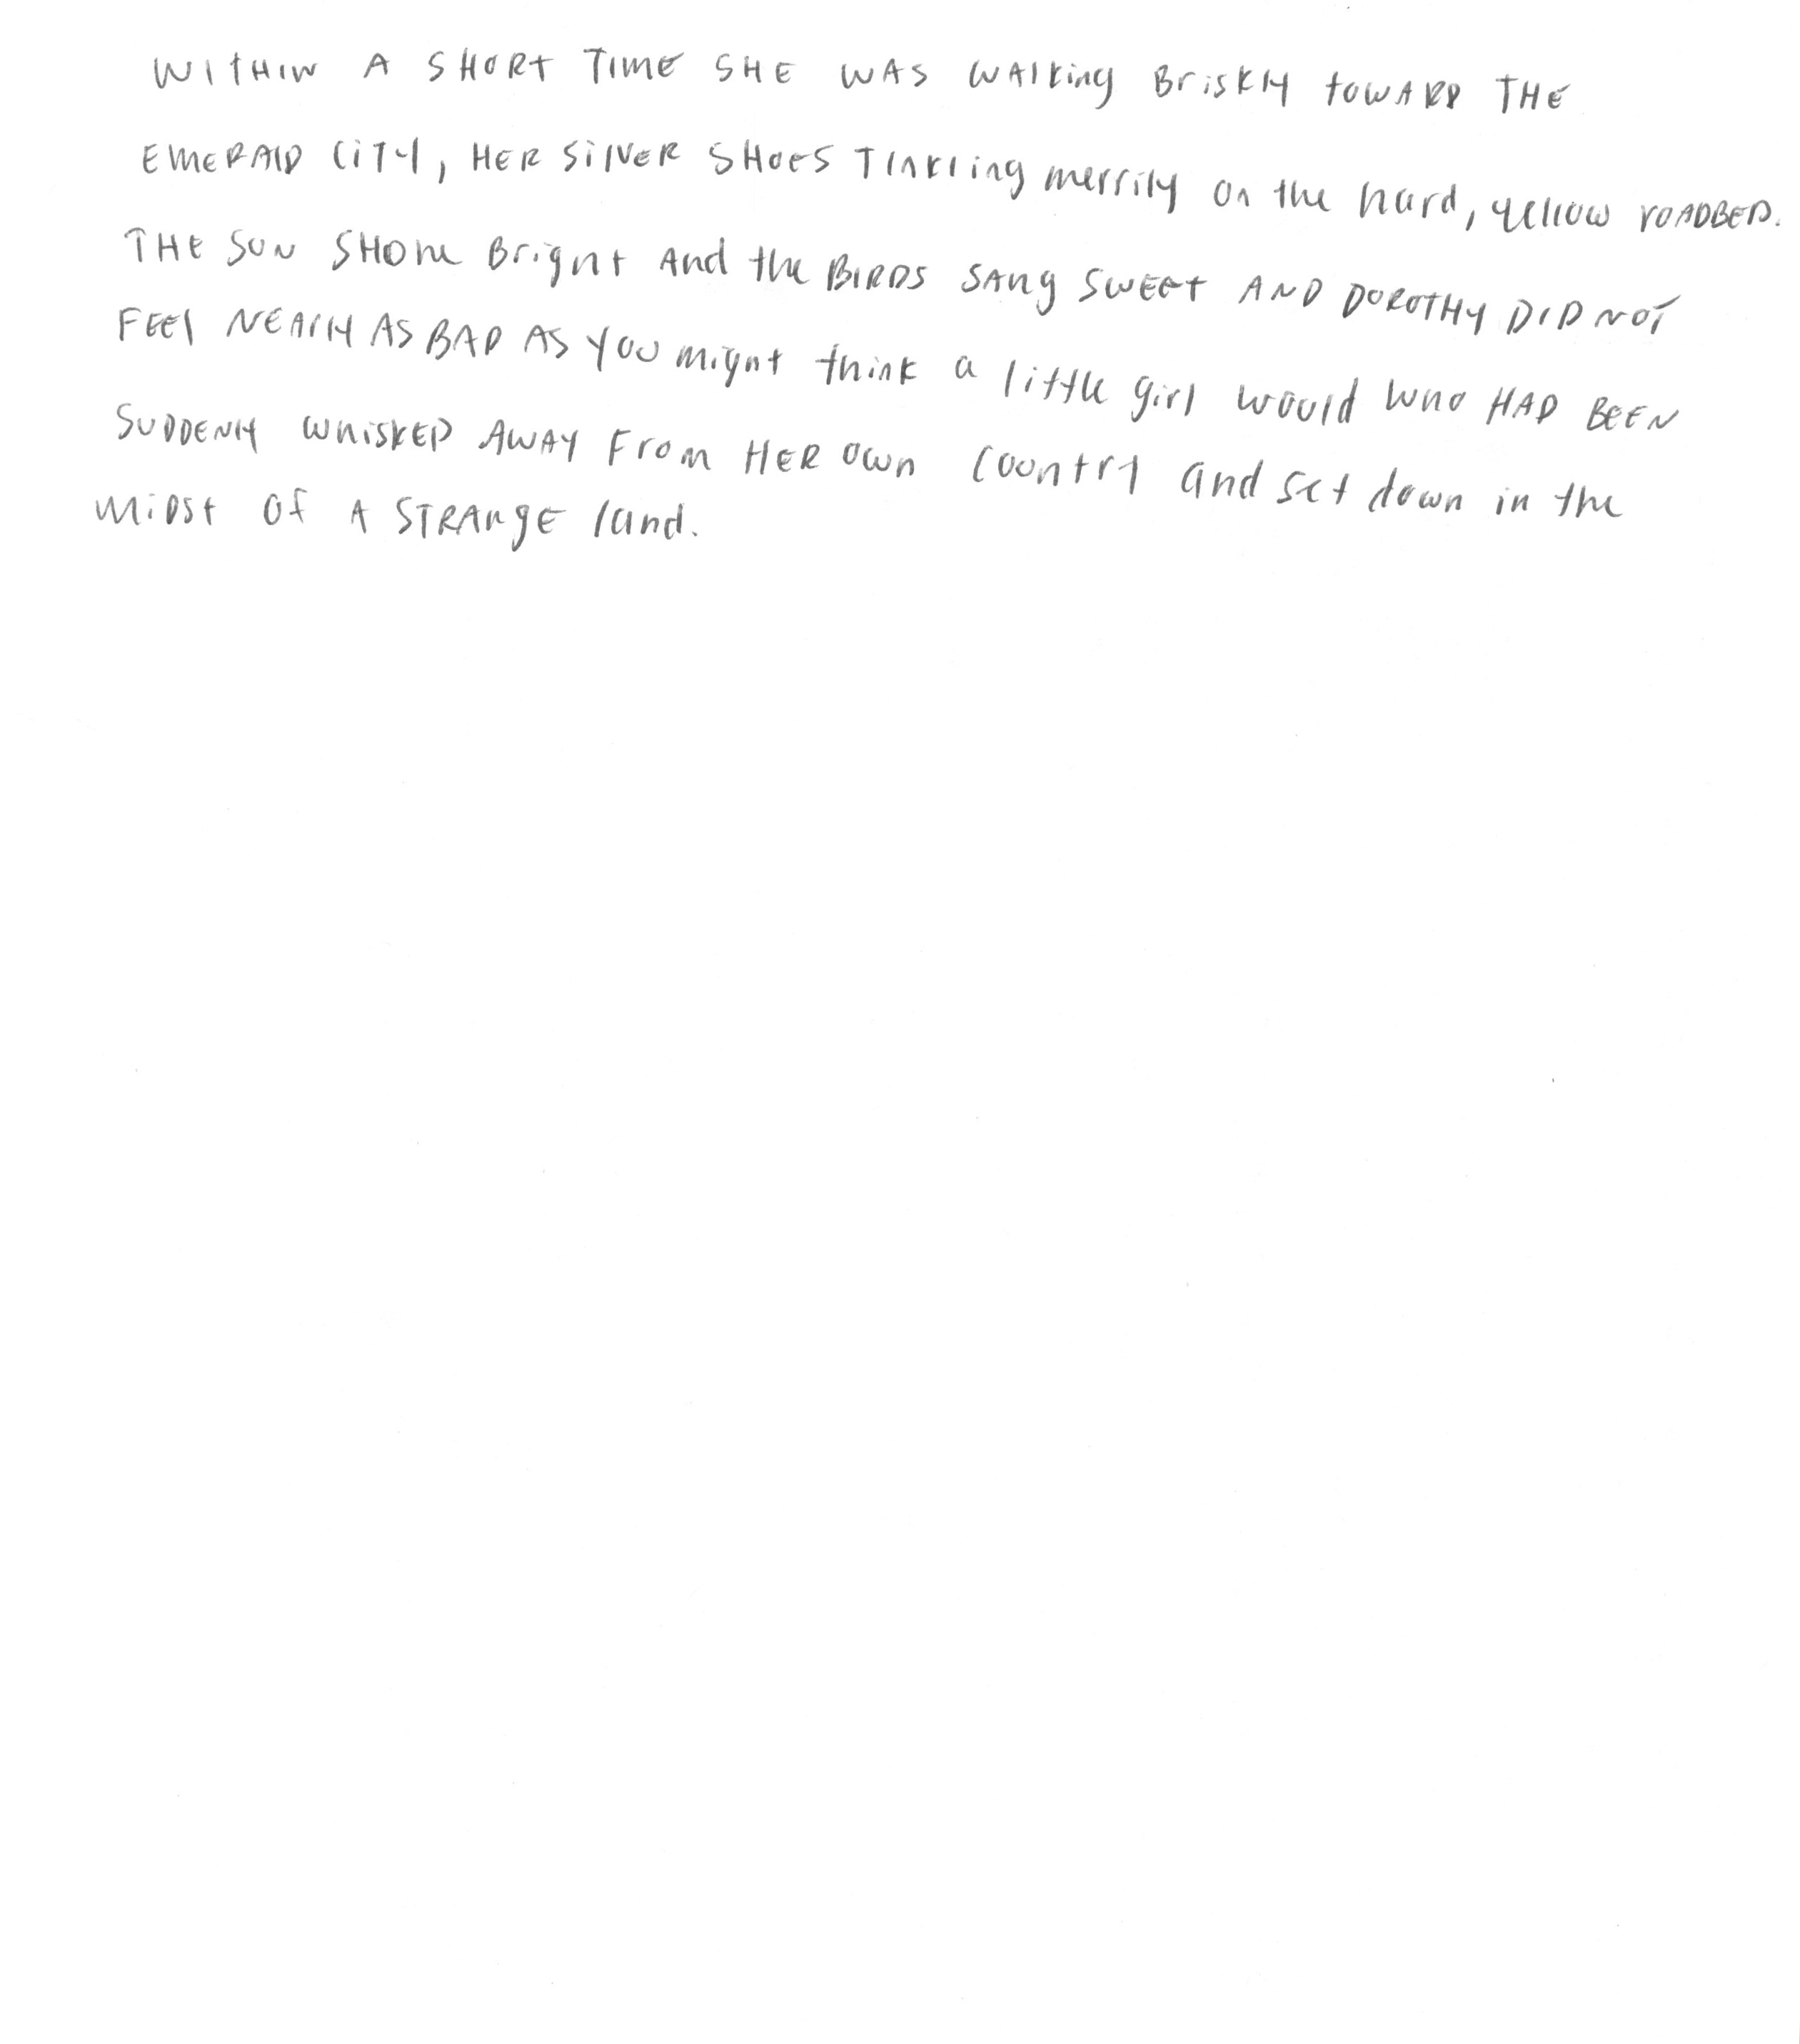 WITHIN A SHORT TIME SHE WAS WALKing BrisKly towARD THE
EMERALD CiTY, HER SilVER SHOES TINKLing merrily on the hard, yellow ROADBED.
THE SUN SHOne Bright And the BIRDS SAng SWEEt AND DOROTHY DID NOT
FEEL NEARly AS BAD AS YOU might think a little girl would who HAD BEEN
SUDDENLY WhiSKED AWAY From HER own Country and set down in the
MiDst OF A STRAngE land.